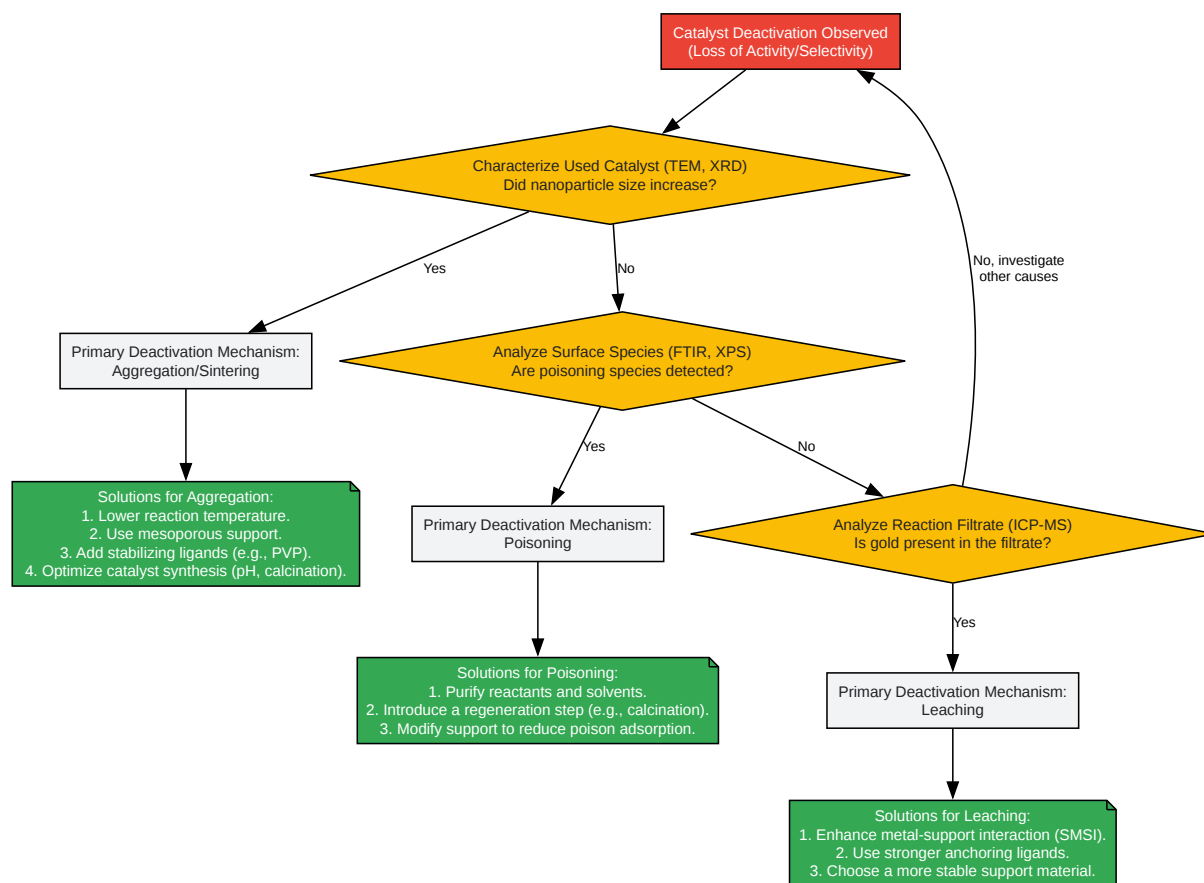 Catalyst Deactivation Observed
(Loss of Activity/Selectivity)
Characterize Used Catalyst (TEM, XRD)
Did nanoparticle size increase?
Yes
No
No, investigate
other causes
Primary Deactivation Mechanism:
Aggregation/Sintering
Analyze Surface Species (FTIR, XPS)
Are poisoning species detected?
Yes
No
Solutions for Aggregation:
1. Lower reaction temperature.
2. Use mesoporous support.
3. Add stabilizing ligands (e.g., PVP).
4. Optimize catalyst synthesis (pH, calcination).
Primary Deactivation Mechanism:
Poisoning
Analyze Reaction Filtrate (ICP-MS)
Is gold present in the filtrate?
Yes
Solutions for Poisoning:
1. Purify reactants and solvents.
2. Introduce a regeneration step (e.g., calcination).
3. Modify support to reduce poison adsorption.
Primary Deactivation Mechanism:
Leaching
Solutions for Leaching:
1. Enhance metal-support interaction (SMSI).
2. Use stronger anchoring ligands.
3. Choose a more stable support material.